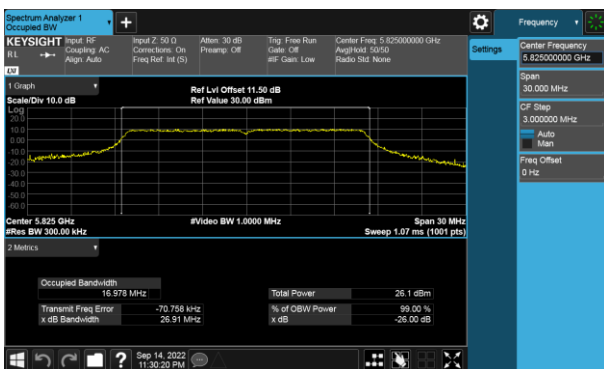 Spectrum Analyzer 1
Occupied BW
+
Frequency
KEYSIGHT
RL
Input: RF
Coupling: AC
Align: Auto
Input Z: 50 Ω
Corrections: On
Freq Ref: Int (S)
Atten: 30 dB
Preamp: Off
Trig: Free Run
Gate: Off
#IF Gain: Low
Center Freq: 5.825000000 GHz
Avg|Hold: 50/50
Radio Std: None
Settings
Center Frequency
5.825000000 GHz
Span
30.000 MHz
CF Step
3.000000 MHz
Auto
Man
Freq Offset
0 Hz
1 Graph
Scale/Div 10.0 dB
Ref Lvl Offset 11.50 dB
Ref Value 30.00 dBm
Log
20.0
10.0
0.00
-10.0
-20.0
-30.0
-40.0
-50.0
-60.0
Center 5.825 GHz
#Res BW 300.00 kHz
#Video BW 1.0000 MHz
Span 30 MHz
Sweep 1.07 ms (1001 pts)
2 Metrics
Occupied Bandwidth
16.978 MHz
Total Power 26.1 dBm
Transmit Freq Error -70.758 kHz
% of OBW Power 99.00 %
x dB Bandwidth 26.91 MHz
x dB -26.00 dB
?
Sep 14, 2022
11:30:20 PM